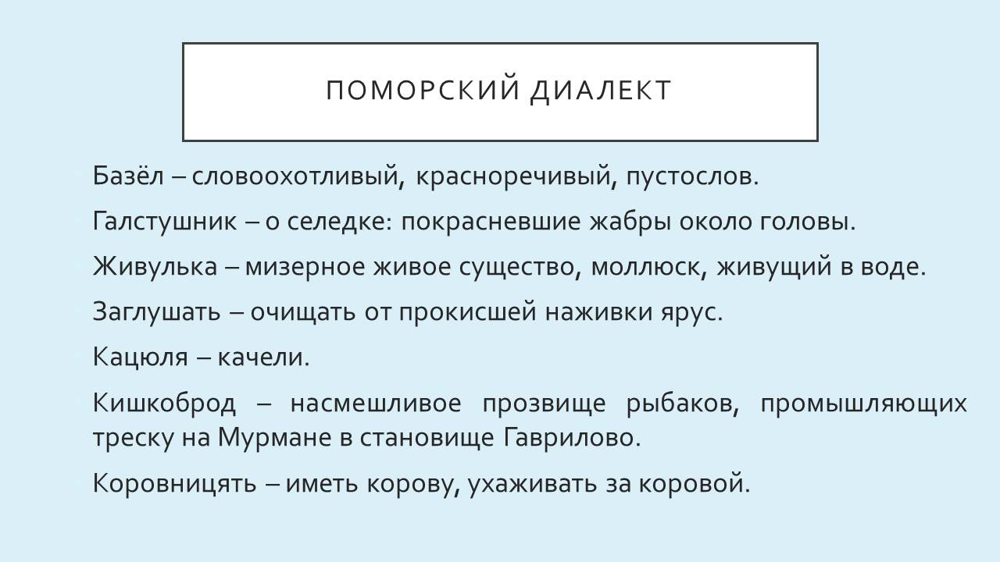 ПОМОРСКИЙ ДИАЛЕКТ
Базёл – словоохотливый, красноречивый, пустослов.
Галстушник – о селедке: покрасневшие жабры около головы.
Живулька – мизерное живое существо, моллюск, живущий в воде.
Заглушать – очищать от прокисшей наживки ярус.
Кацюля – качели.
Кишкоброд – насмешливое прозвище рыбаков, промышляющих
треску на Мурмане в становище Гаврилово.
Коровницять – иметь корову, ухаживать за коровой.